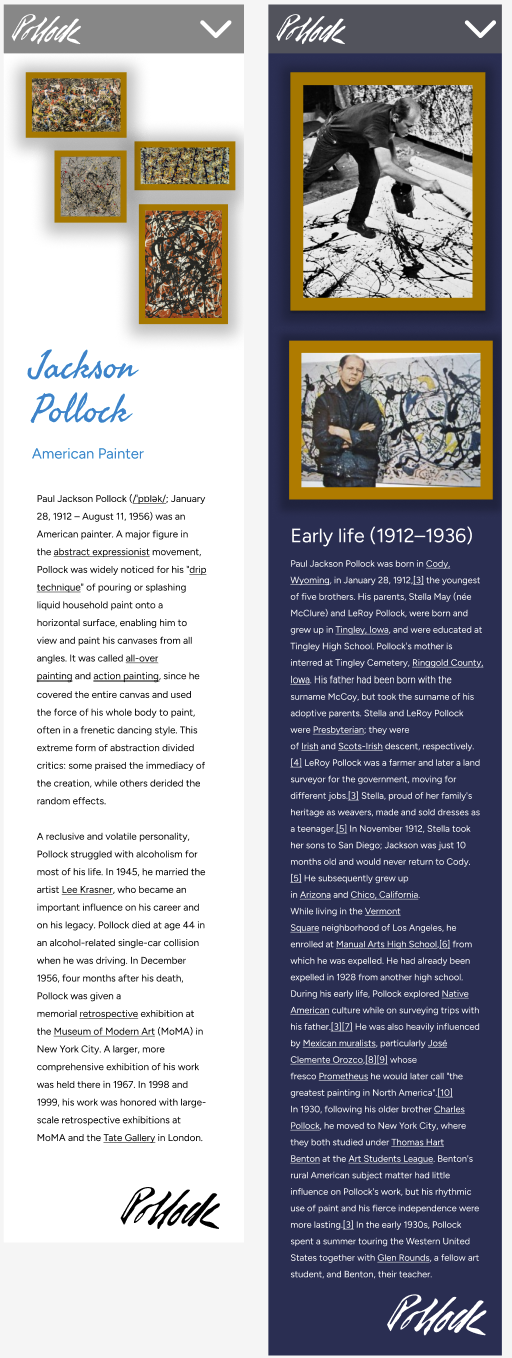 Pollock
Jackson
Pollock
American Painter
Paul Jackson Pollock (/ˈpɒlək/; January
28, 1912 – August 11, 1956) was an
American painter. A major figure in
the abstract expressionist movement,
Pollock was widely noticed for his "drip
technique" of pouring or splashing
liquid household paint onto a
horizontal surface, enabling him to
view and paint his canvases from all
angles. It was called all-over
painting and action painting, since he
covered the entire canvas and used
the force of his whole body to paint,
often in a frenetic dancing style. This
extreme form of abstraction divided
critics: some praised the immediacy of
the creation, while others derided the
random effects.
A reclusive and volatile personality,
Pollock struggled with alcoholism for
most of his life. In 1945, he married the
artist Lee Krasner, who became an
important influence on his career and
on his legacy. Pollock died at age 44 in
an alcohol-related single-car collision
when he was driving. In December
1956, four months after his death,
Pollock was given a
memorial retrospective exhibition at
the Museum of Modern Art (MoMA) in
New York City. A larger, more
comprehensive exhibition of his work
was held there in 1967. In 1998 and
1999, his work was honored with large-
scale retrospective exhibitions at
MoMA and the Tate Gallery in London.
Pollock
Pollock
Early life (1912–1936)
Paul Jackson Pollock was born in Cody,
Wyoming, in January 28, 1912,[3] the youngest
of five brothers. His parents, Stella May (née
McClure) and LeRoy Pollock, were born and
grew up in Tingley, Iowa, and were educated at
Tingley High School. Pollock's mother is
interred at Tingley Cemetery, Ringgold County,
Iowa. His father had been born with the
surname McCoy, but took the surname of his
adoptive parents. Stella and LeRoy Pollock
were Presbyterian; they were
of Irish and Scots-Irish descent, respectively.
[4] LeRoy Pollock was a farmer and later a land
surveyor for the government, moving for
different jobs.[3] Stella, proud of her family's
heritage as weavers, made and sold dresses as
a teenager.[5] In November 1912, Stella took
her sons to San Diego; Jackson was just 10
months old and would never return to Cody.
[5] He subsequently grew up
in Arizona and Chico, California.
While living in the Vermont
Square neighborhood of Los Angeles, he
enrolled at Manual Arts High School,[6] from
which he was expelled. He had already been
expelled in 1928 from another high school.
During his early life, Pollock explored Native
American culture while on surveying trips with
his father.[3][7] He was also heavily influenced
by Mexican muralists, particularly José
Clemente Orozco,[8][9] whose
fresco Prometheus he would later call "the
greatest painting in North America".[10]
In 1930, following his older brother Charles
Pollock, he moved to New York City, where
they both studied under Thomas Hart
Benton at the Art Students League. Benton's
rural American subject matter had little
influence on Pollock's work, but his rhythmic
use of paint and his fierce independence were
more lasting.[3] In the early 1930s, Pollock
spent a summer touring the Western United
States together with Glen Rounds, a fellow art
student, and Benton, their teacher.
Pollock